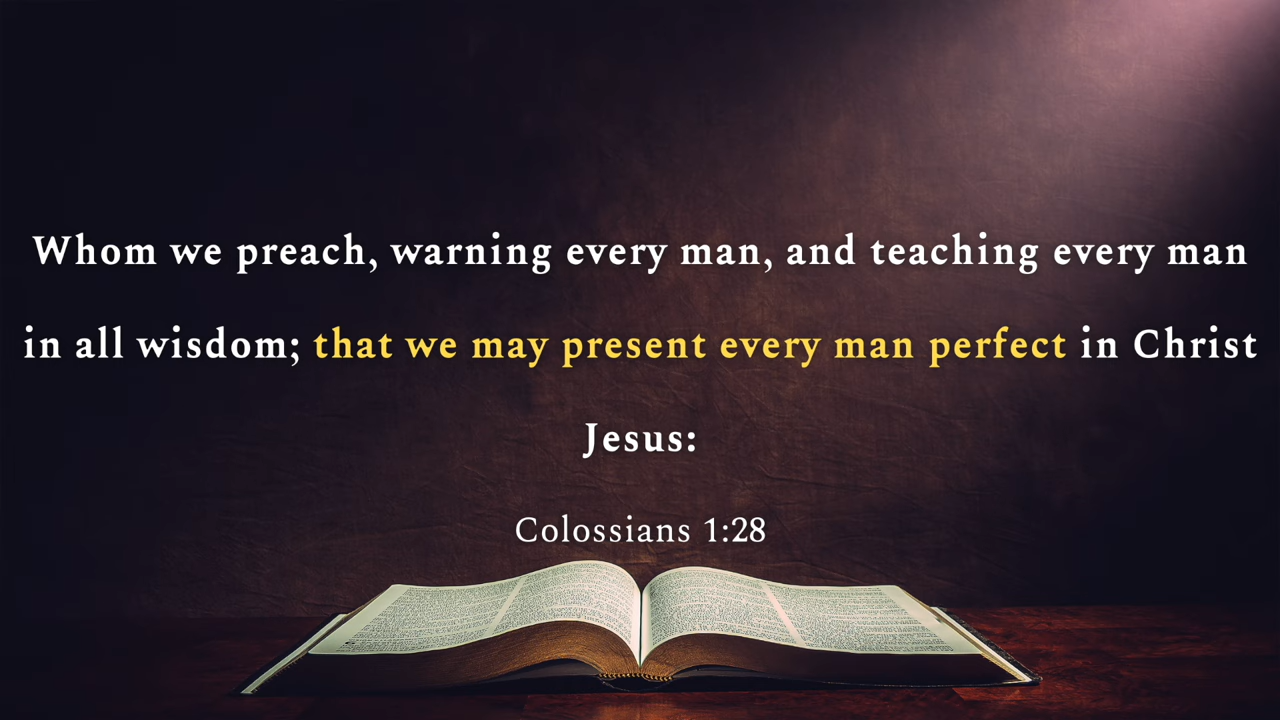 Whom we preach, warning every man, and teaching every man
in all wisdom; that we may present every man perfect in Christ
Jesus:
Colossians 1:28